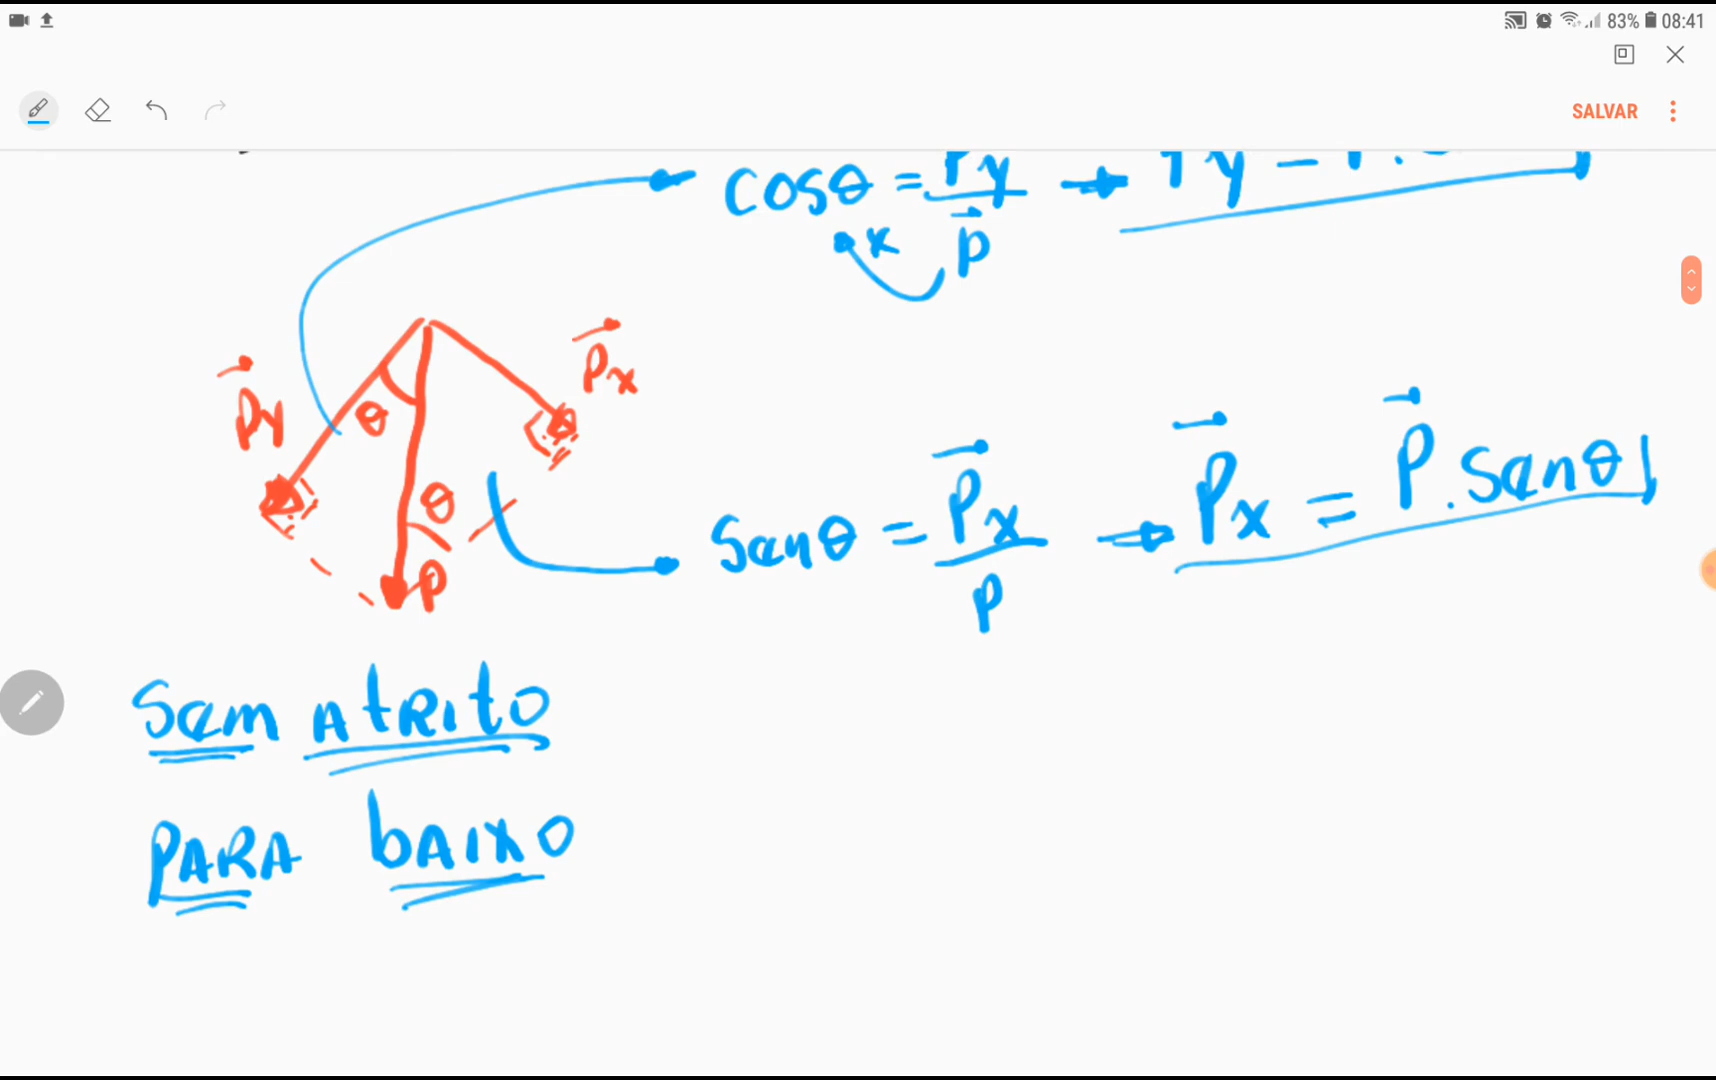 83% 08:41
SALVAR
cosθ = Py / P → Py = P.
x
Py θ Px
θ
P
Senθ = Px / P → Px = P.Senθ
Sem AtRito
PARA bAIXO